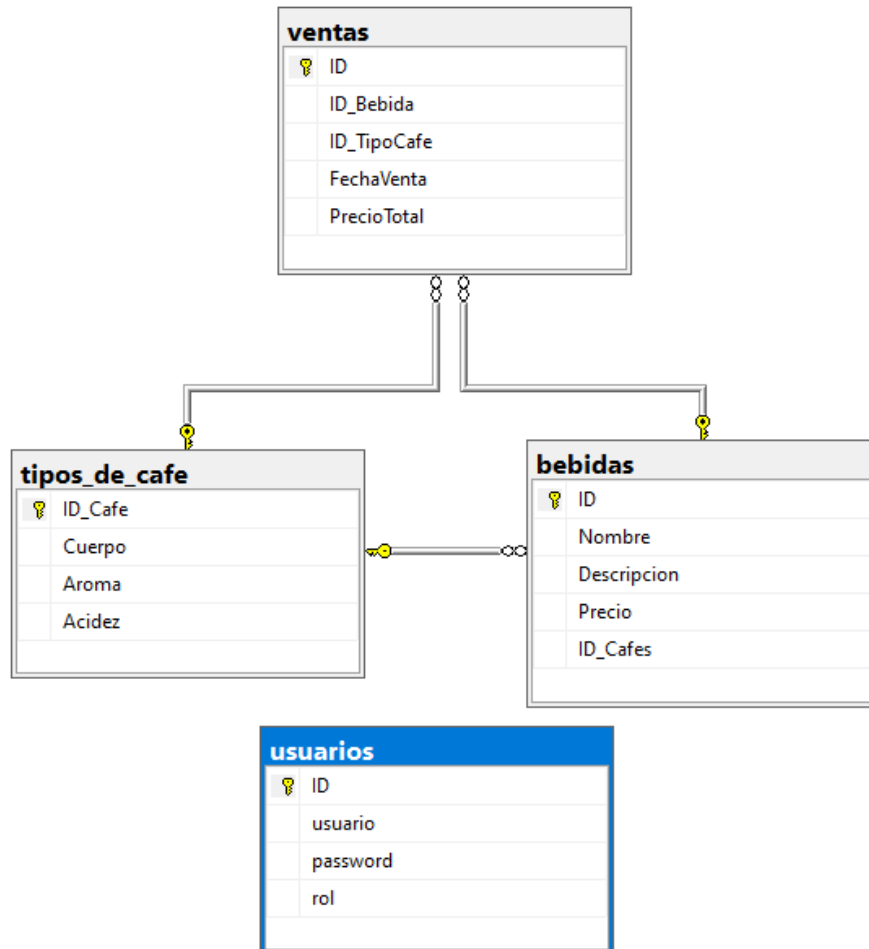 ventas
ID
ID_Bebida
ID_TipoCafe
FechaVenta
PrecioTotal
tipos_de_cafe
ID_Cafe
Cuerpo
Aroma
Acidez
bebidas
ID
Nombre
Descripcion
Precio
ID_Cafes
usuarios
ID
usuario
password
rol